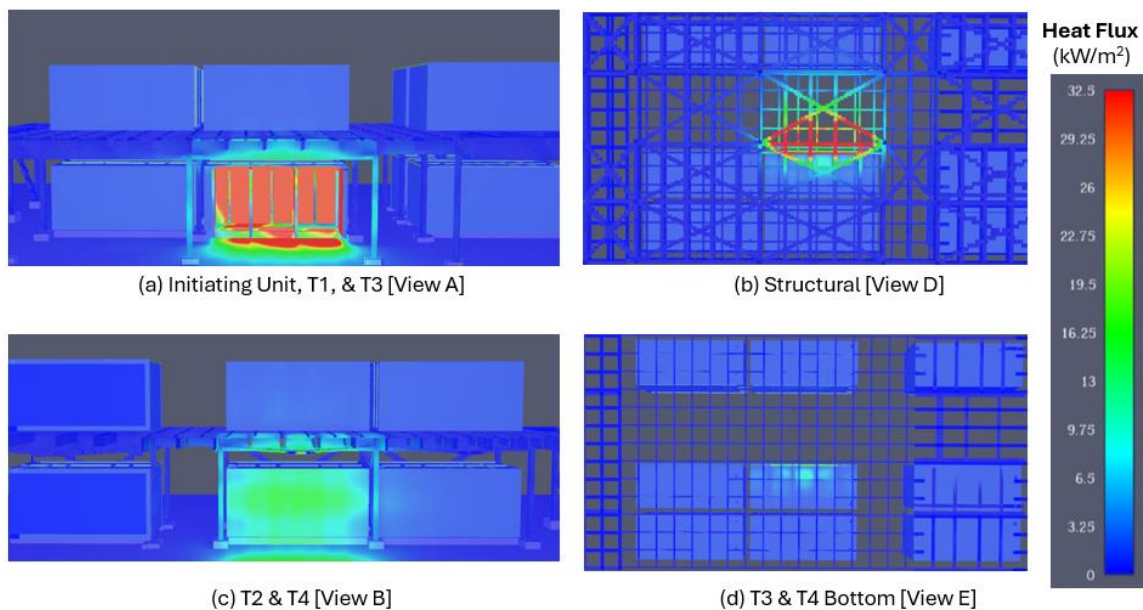 Heat Flux
(kW/m²)
32.5
29.25
26
22.75
19.5
16.25
13
9.75
6.5
3.25
0
(a) Initiating Unit, T1, & T3 [View A]
(b) Structural [View D]
(c) T2 & T4 [View B]
(d) T3 & T4 Bottom [View E]